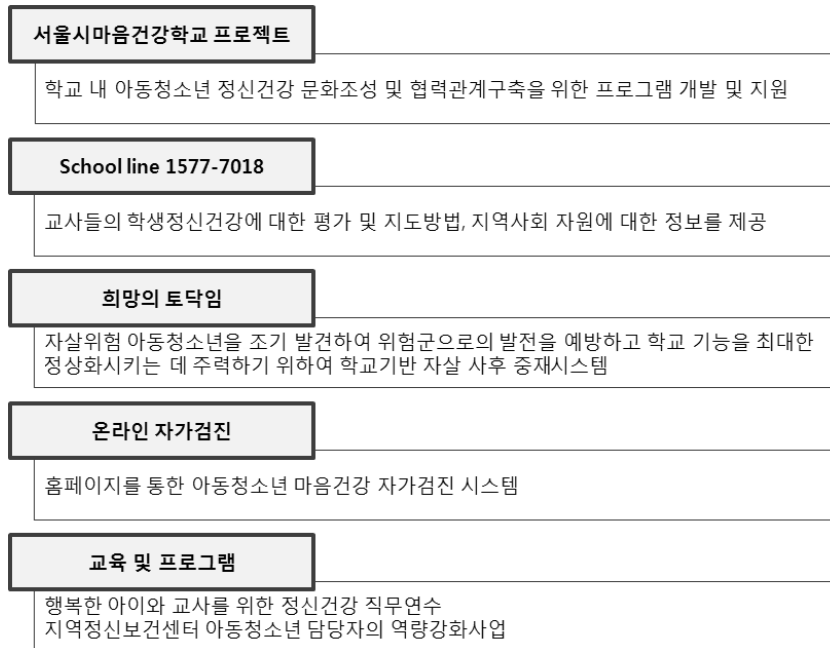 서울시마음건강학교 프로젝트
학교 내 아동청소년 정신건강 문화조성 및 협력관계구축을 위한 프로그램 개발 및 지원
School line 1577-7018
교사들의 학생정신건강에 대한 평가 및 지도방법, 지역사회 자원에 대한 정보를 제공
희망의 토닥임
자살위험 아동청소년을 조기 발견하여 위험군으로의 발전을 예방하고 학교 기능을 최대한
정상화시키는 데 주력하기 위하여 학교기반 자살 사후 중재시스템
온라인 자가검진
홈페이지를 통한 아동청소년 마음건강 자가검진 시스템
교육 및 프로그램
행복한 아이와 교사를 위한 정신건강 직무연수
지역정신보건센터 아동청소년 담당자의 역량강화사업